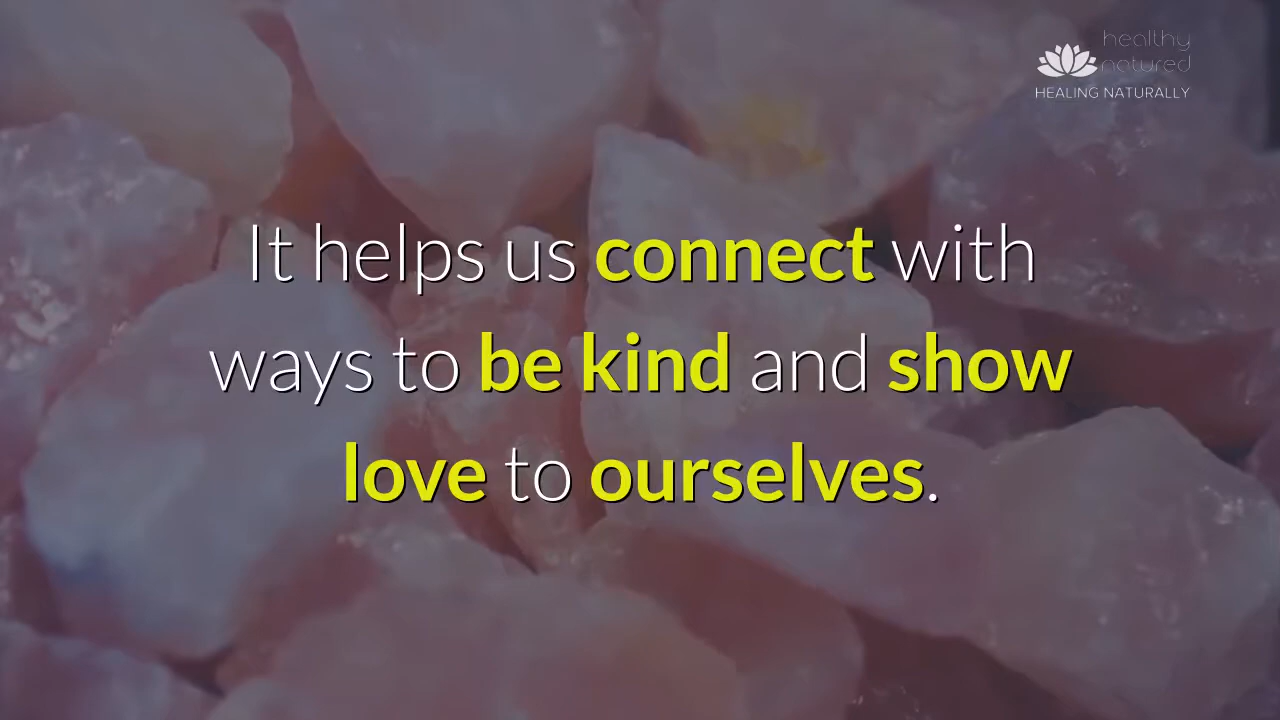 healthy
natured
HEALING NATURALLY
It helps us connect with
ways to be kind and show
love to ourselves.